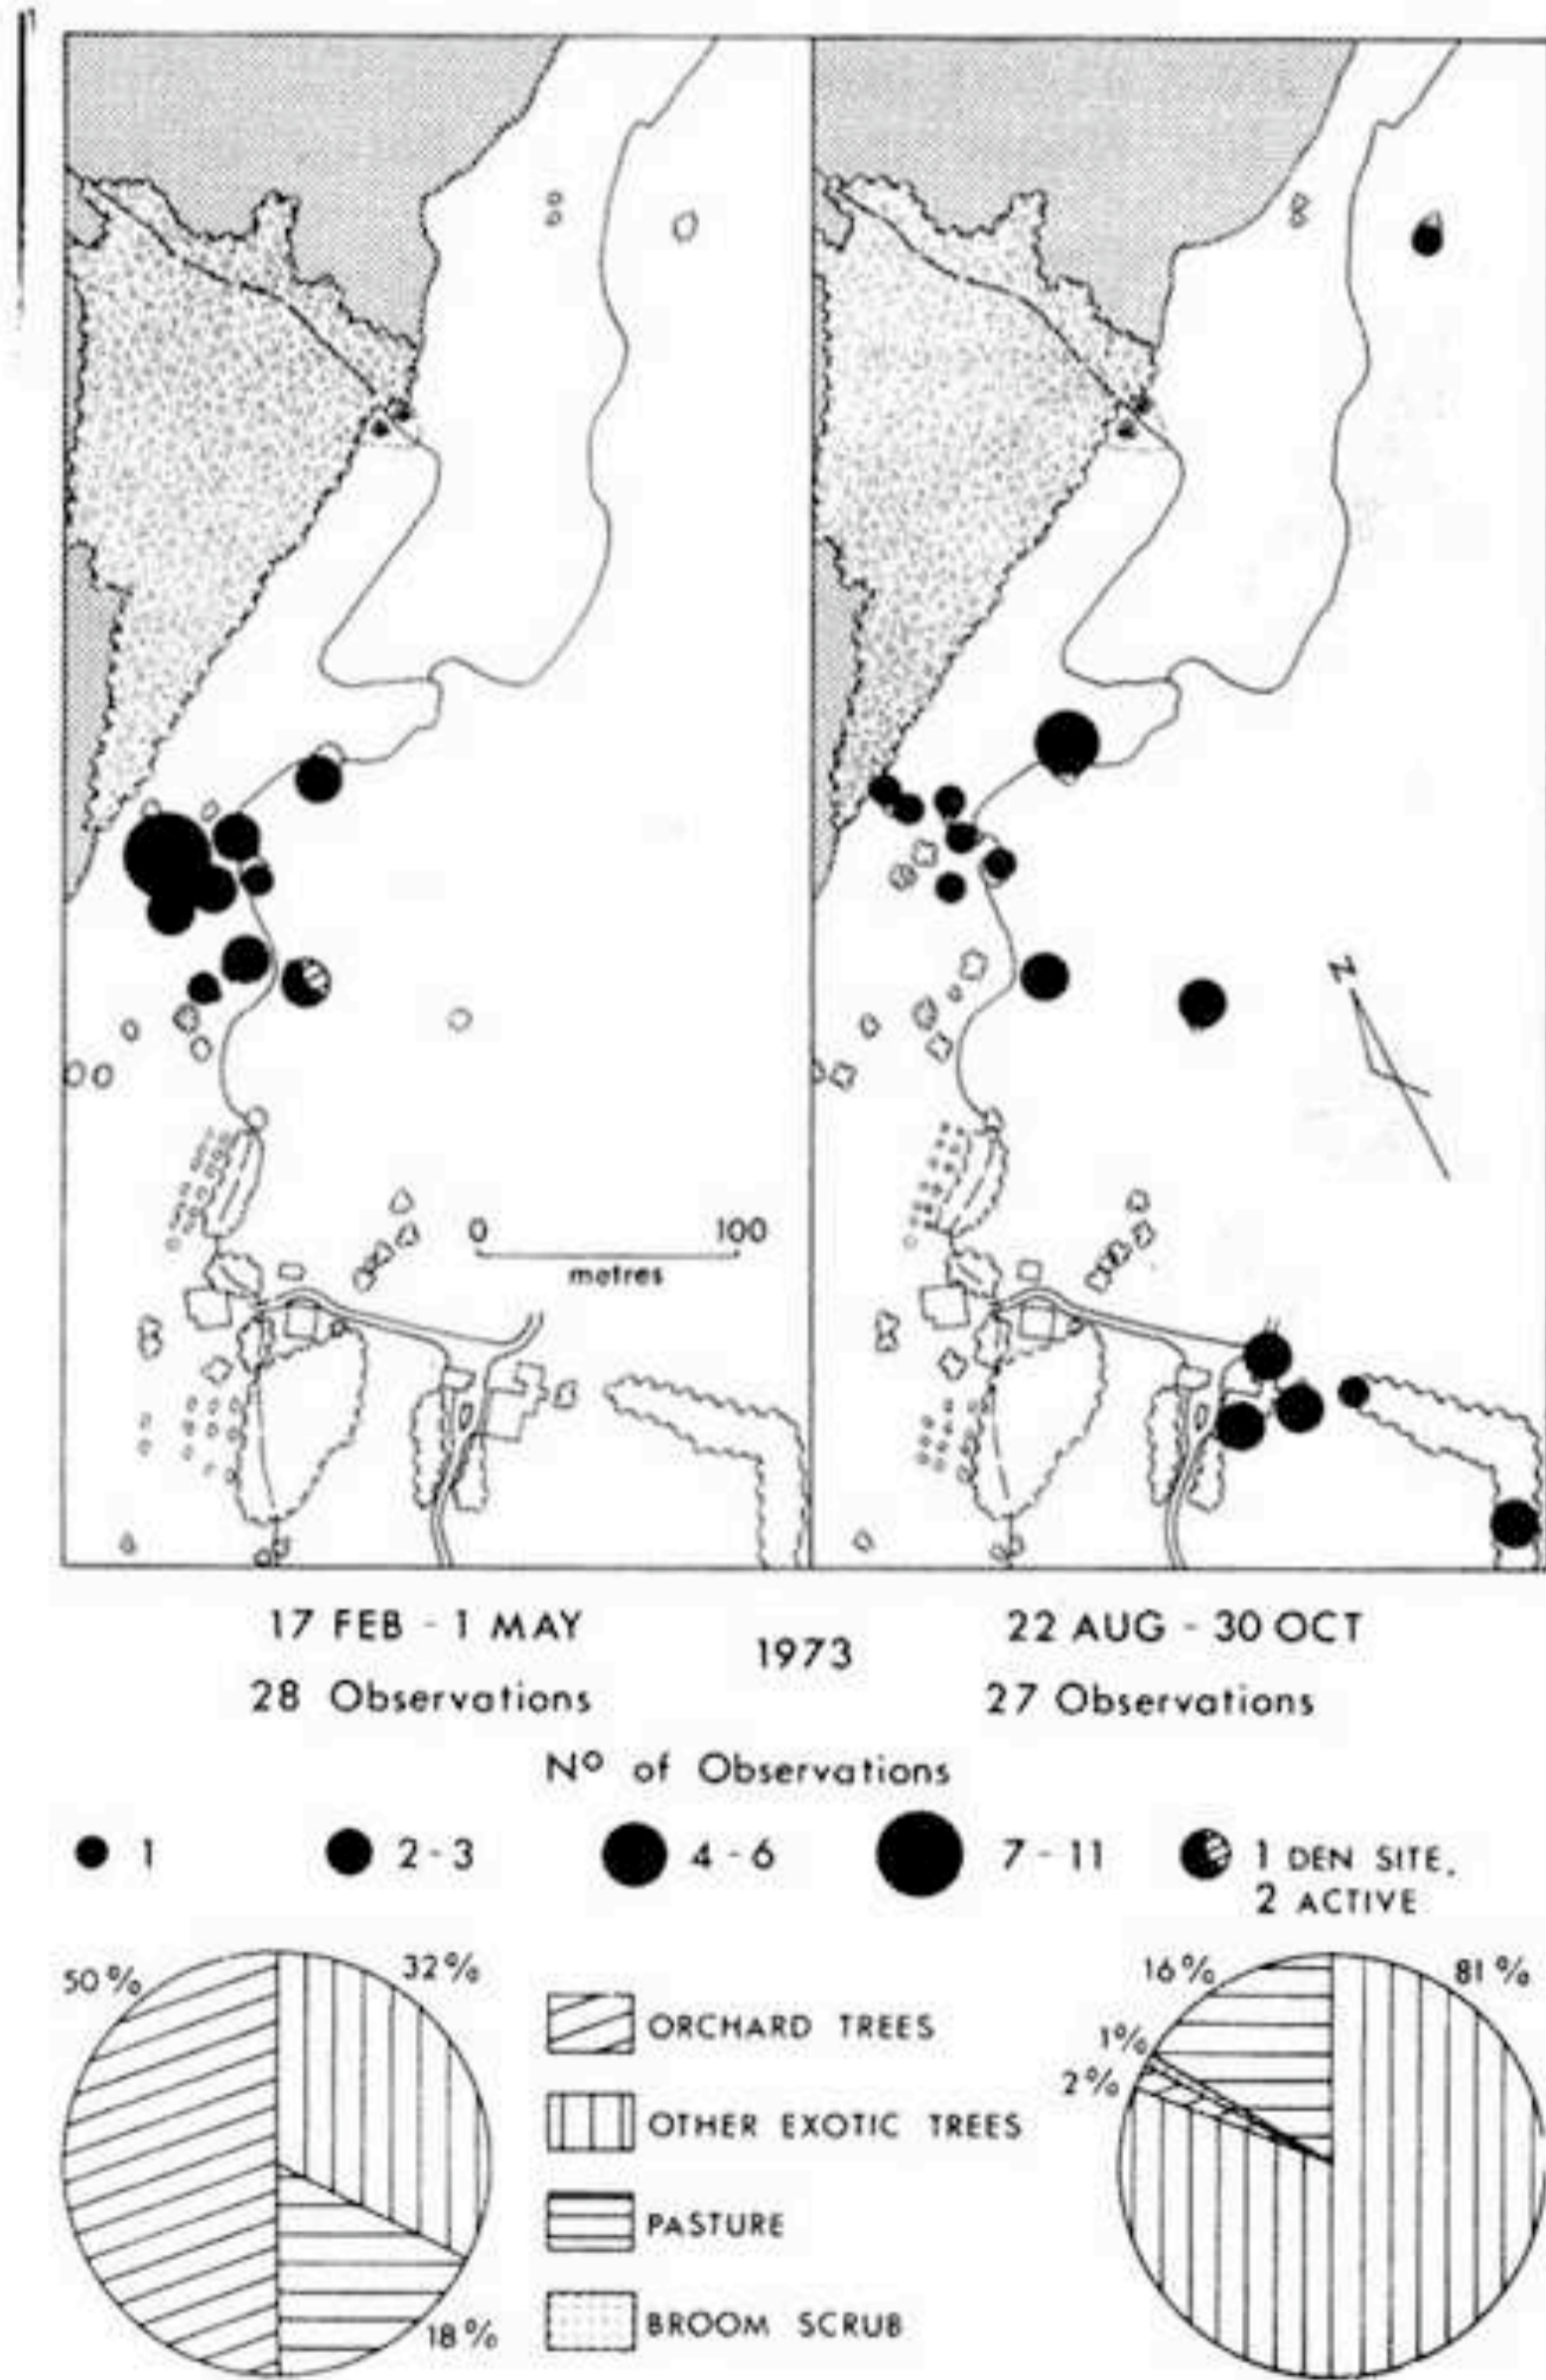 N
0 100
metres
17 FEB - 1 MAY
28 Observations
1973
22 AUG - 30 OCT
27 Observations
Nº of Observations
1
2 - 3
4 - 6
7 - 11
1 DEN SITE,
2 ACTIVE
50%
32%
18%
ORCHARD TREES
OTHER EXOTIC TREES
PASTURE
BROOM SCRUB
16%
81%
1%
2%